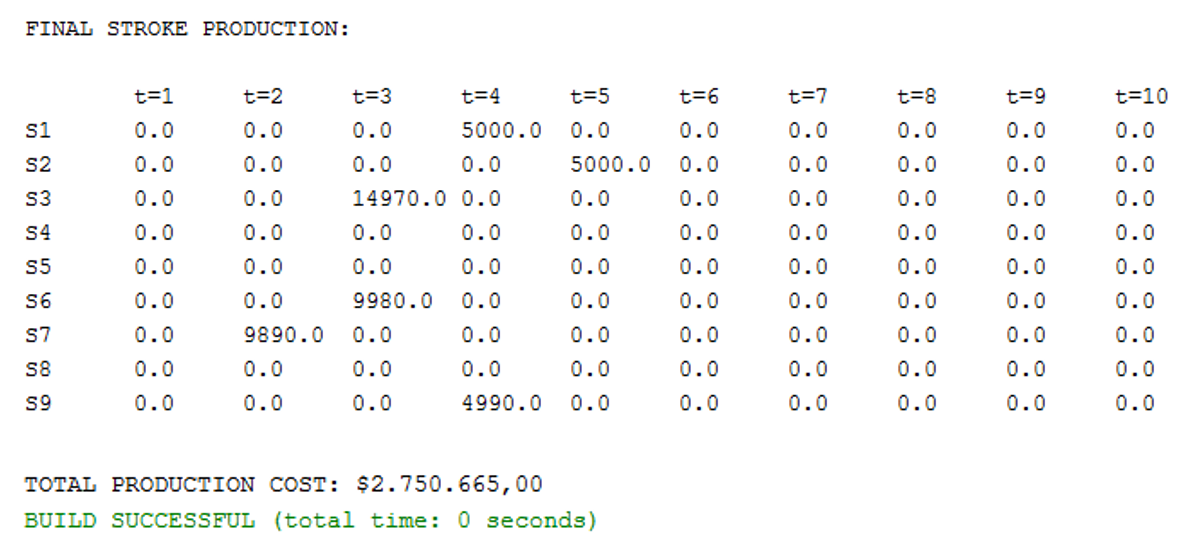 FINAL STROKE PRODUCTION:
t=1 t=2 t=3 t=4 t=5 t=6 t=7 t=8 t=9 t=10
S1 0.0 0.0 0.0 5000.0 0.0 0.0 0.0 0.0 0.0 0.0
S2 0.0 0.0 0.0 0.0 5000.0 0.0 0.0 0.0 0.0 0.0
S3 0.0 0.0 14970.0 0.0 0.0 0.0 0.0 0.0 0.0 0.0
S4 0.0 0.0 0.0 0.0 0.0 0.0 0.0 0.0 0.0 0.0
S5 0.0 0.0 0.0 0.0 0.0 0.0 0.0 0.0 0.0 0.0
S6 0.0 0.0 9980.0 0.0 0.0 0.0 0.0 0.0 0.0 0.0
S7 0.0 9890.0 0.0 0.0 0.0 0.0 0.0 0.0 0.0 0.0
S8 0.0 0.0 0.0 0.0 0.0 0.0 0.0 0.0 0.0 0.0
S9 0.0 0.0 0.0 4990.0 0.0 0.0 0.0 0.0 0.0 0.0
TOTAL PRODUCTION COST: $2.750.665,00
BUILD SUCCESSFUL (total time: 0 seconds)